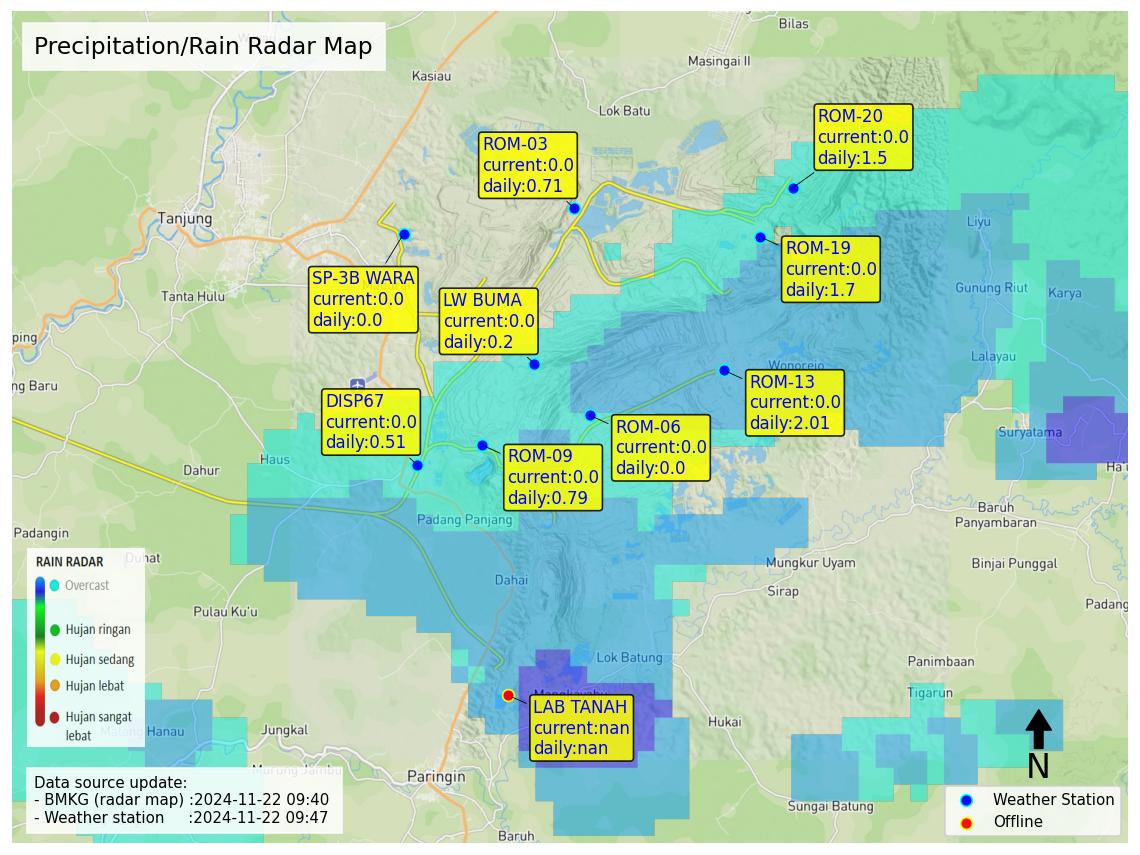 Precipitation/Rain Radar Map
Bilas
Masingai II
Kasiau
Lok Batu
ROM-20
current:0.0
daily:1.5
ROM-03
current:0.0
daily:0.71
Tanjung
Liyu
ROM-19
current:0.0
daily:1.7
SP-3B WARA
current:0.0
daily:0.0
Tanta Hulu
LW BUMA
current:0.0
daily:0.2
Gunung Riut
Karya
ping
Lalayau
Wonorejo
ng Baru
ROM-13
current:0.0
daily:2.01
DISP67
current:0.0
daily:0.51
ROM-06
current:0.0
daily:0.0
Suryatama
Haus
Dahur
ROM-09
current:0.0
daily:0.79
Ha
Padang Panjang
Baruh
Panyambaran
Padangin
Duhat
Mungkur Uyam
Binjai Punggal
RAIN RADAR
Overcast
Hujan ringan
Hujan sedang
Hujan lebat
Hujan sangat
lebat
Dahai
Sirap
Padang
Pulau Ku'u
Lok Batung
Panimbaan
Tigarun
LAB TANAH
current:nan
daily:nan
Hukai
Manau
Jungkal
Murung Jambu
Paringin
N
Sungai Batung
Baruh
Data source update:
- BMKG (radar map) :2024-11-22 09:40
- Weather station :2024-11-22 09:47
Weather Station
Offline